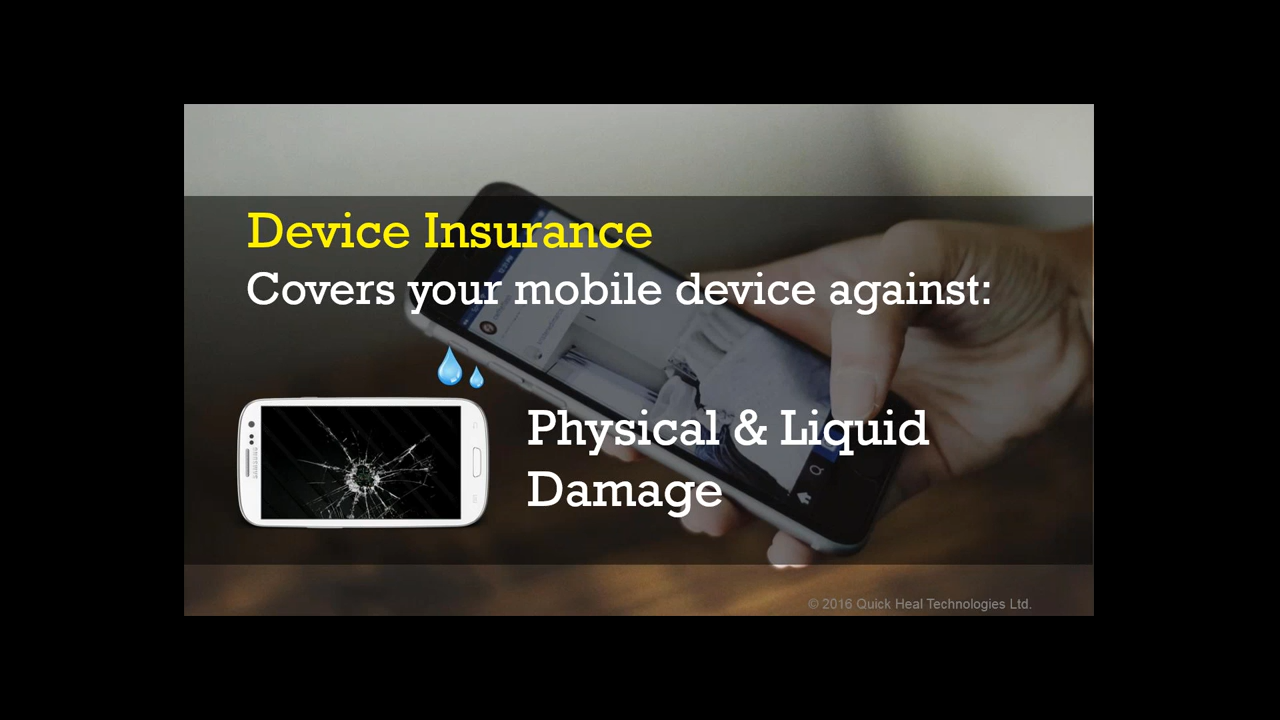 Device Insurance
Covers your mobile device against:
Physical & Liquid
Damage
© 2016 Quick Heal Technologies Ltd.